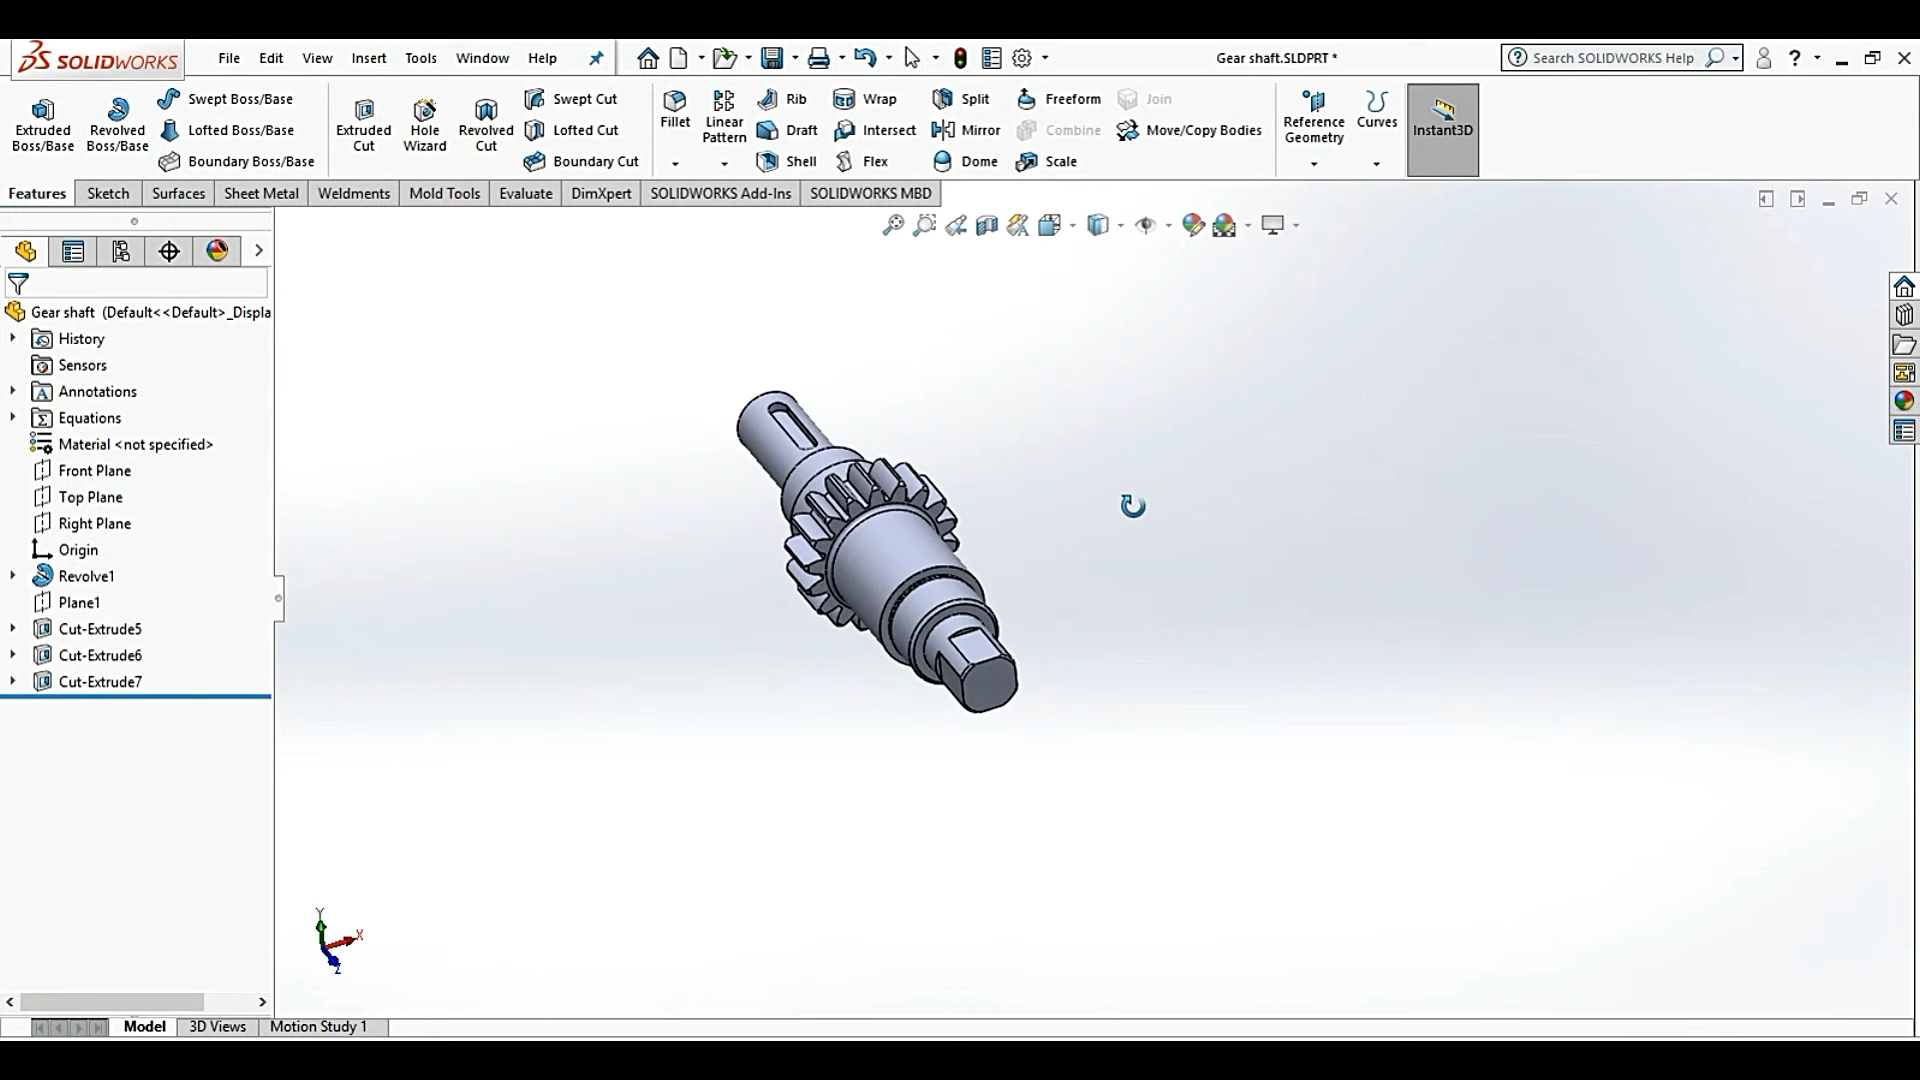 SOLIDWORKS File Edit View Insert Tools Window Help Gear shaft.SLDPRT * Search SOLIDWORKS Help ?
Extruded Boss/Base
Revolved Boss/Base
Swept Boss/Base
Lofted Boss/Base
Boundary Boss/Base
Extruded Cut
Hole Wizard
Revolved Cut
Swept Cut
Lofted Cut
Boundary Cut
Fillet
Linear Pattern
Rib
Draft
Shell
Wrap
Intersect
Flex
Split
Mirror
Dome
Freeform
Combine
Scale
Join
Move/Copy Bodies
Reference Geometry
Curves
Instant3D
Features Sketch Surfaces Sheet Metal Weldments Mold Tools Evaluate DimXpert SOLIDWORKS Add-Ins SOLIDWORKS MBD
Gear shaft (Default<<Default>_Displa
History
Sensors
Annotations
Equations
Material <not specified>
Front Plane
Top Plane
Right Plane
Origin
Revolve1
Plane1
Cut-Extrude5
Cut-Extrude6
Cut-Extrude7
Y
X
Z
Model 3D Views Motion Study 1